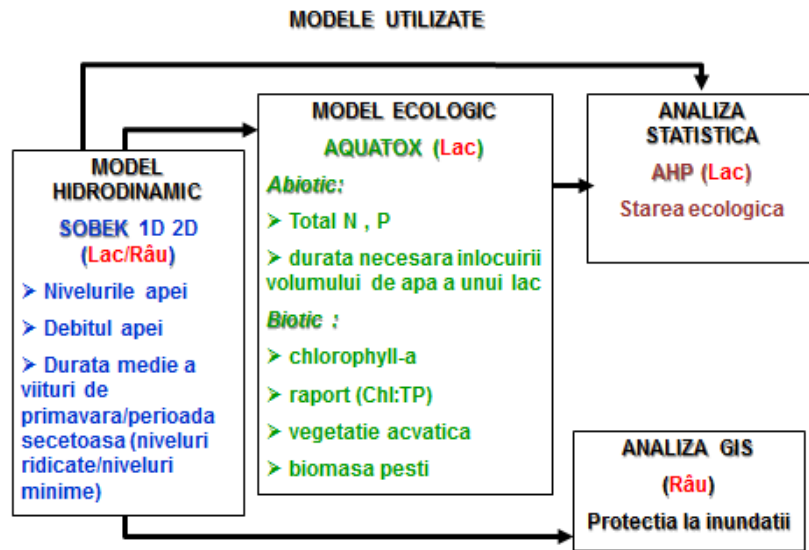 MODELE UTILIZATE
MODEL
HIDRODINAMIC
SOBEK 1D 2D
(Lac/Râu)
➢ Nivelurile apei
➢ Debitul apei
➢ Durata medie a
viituri de
primavara/perioada
secetoasa (niveluri
ridicate/niveluri
minime)
MODEL ECOLOGIC
AQUATOX (Lac)
Abiotic:
➢ Total N , P
➢ durata necesara inlocuirii
volumului de apa a unui lac
Biotic :
➢ chlorophyll-a
➢ raport (Chl:TP)
➢ vegetatie acvatica
➢ biomasa pesti
ANALIZA
STATISTICA
AHP (Lac)
Starea ecologica
ANALIZA GIS
(Râu)
Protectia la inundatii